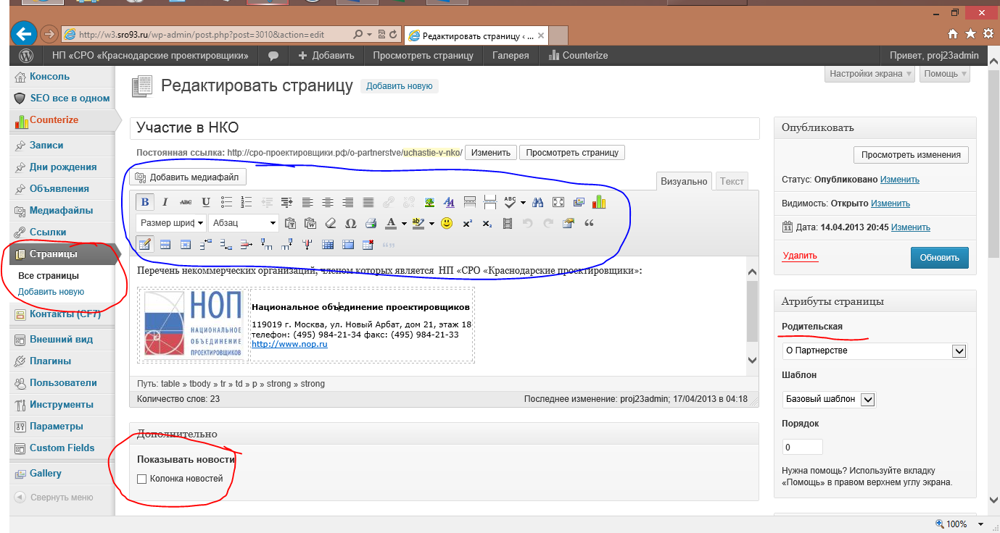 http://w3.sro93.ru/wp-admin/post.php?post=3010&action=edit
Редактировать страницу ‹ ...
НП «СРО «Краснодарские проектировщики»
Добавить
Просмотреть страницу
Галерея
Counterize
Привет, proj23admin
Консоль
SEO все в одном
Counterize
Записи
Дни рождения
Объявления
Медиафайлы
Ссылки
Страницы
Все страницы
Добавить новую
Контакты (CF7)
Внешний вид
Плагины
Пользователи
Инструменты
Параметры
Custom Fields
Gallery
Свернуть меню
Настройки экрана
Помощь
Редактировать страницу
Добавить новую
Участие в НКО
Постоянная ссылка: http://сро-проектировщики.рф/o-partnerstve/uchastie-v-nko/ Изменить Просмотреть страницу
Добавить медиафайл
Визуально
Текст
B I ABC U
ABC
Размер шриф
Абзац
Перечень некоммерческих организаций, членом которых является НП «СРО «Краснодарские проектировщики»:
НОП
НАЦИОНАЛЬНОЕ
ОБЪЕДИНЕНИЕ
ПРОЕКТИРОВЩИКОВ
Национальное объединение проектировщиков
119019 г. Москва, ул. Новый Арбат, дом 21, этаж 18
телефон: (495) 984-21-34 факс: (495) 984-21-33
http://www.nop.ru
Путь: table » tbody » tr » td » p » strong » strong
Количество слов: 23
Последнее изменение: proj23admin; 17/04/2013 в 04:18
Дополнительно
Показывать новости
Колонка новостей
Опубликовать
Просмотреть изменения
Статус: Опубликовано Изменить
Видимость: Открыто Изменить
Дата: 14.04.2013 20:45 Изменить
Удалить
Обновить
Атрибуты страницы
Родительская
О Партнерстве
Шаблон
Базовый шаблон
Порядок
0
Нужна помощь? Используйте вкладку
«Помощь» в правом верхнем углу экрана.
100%